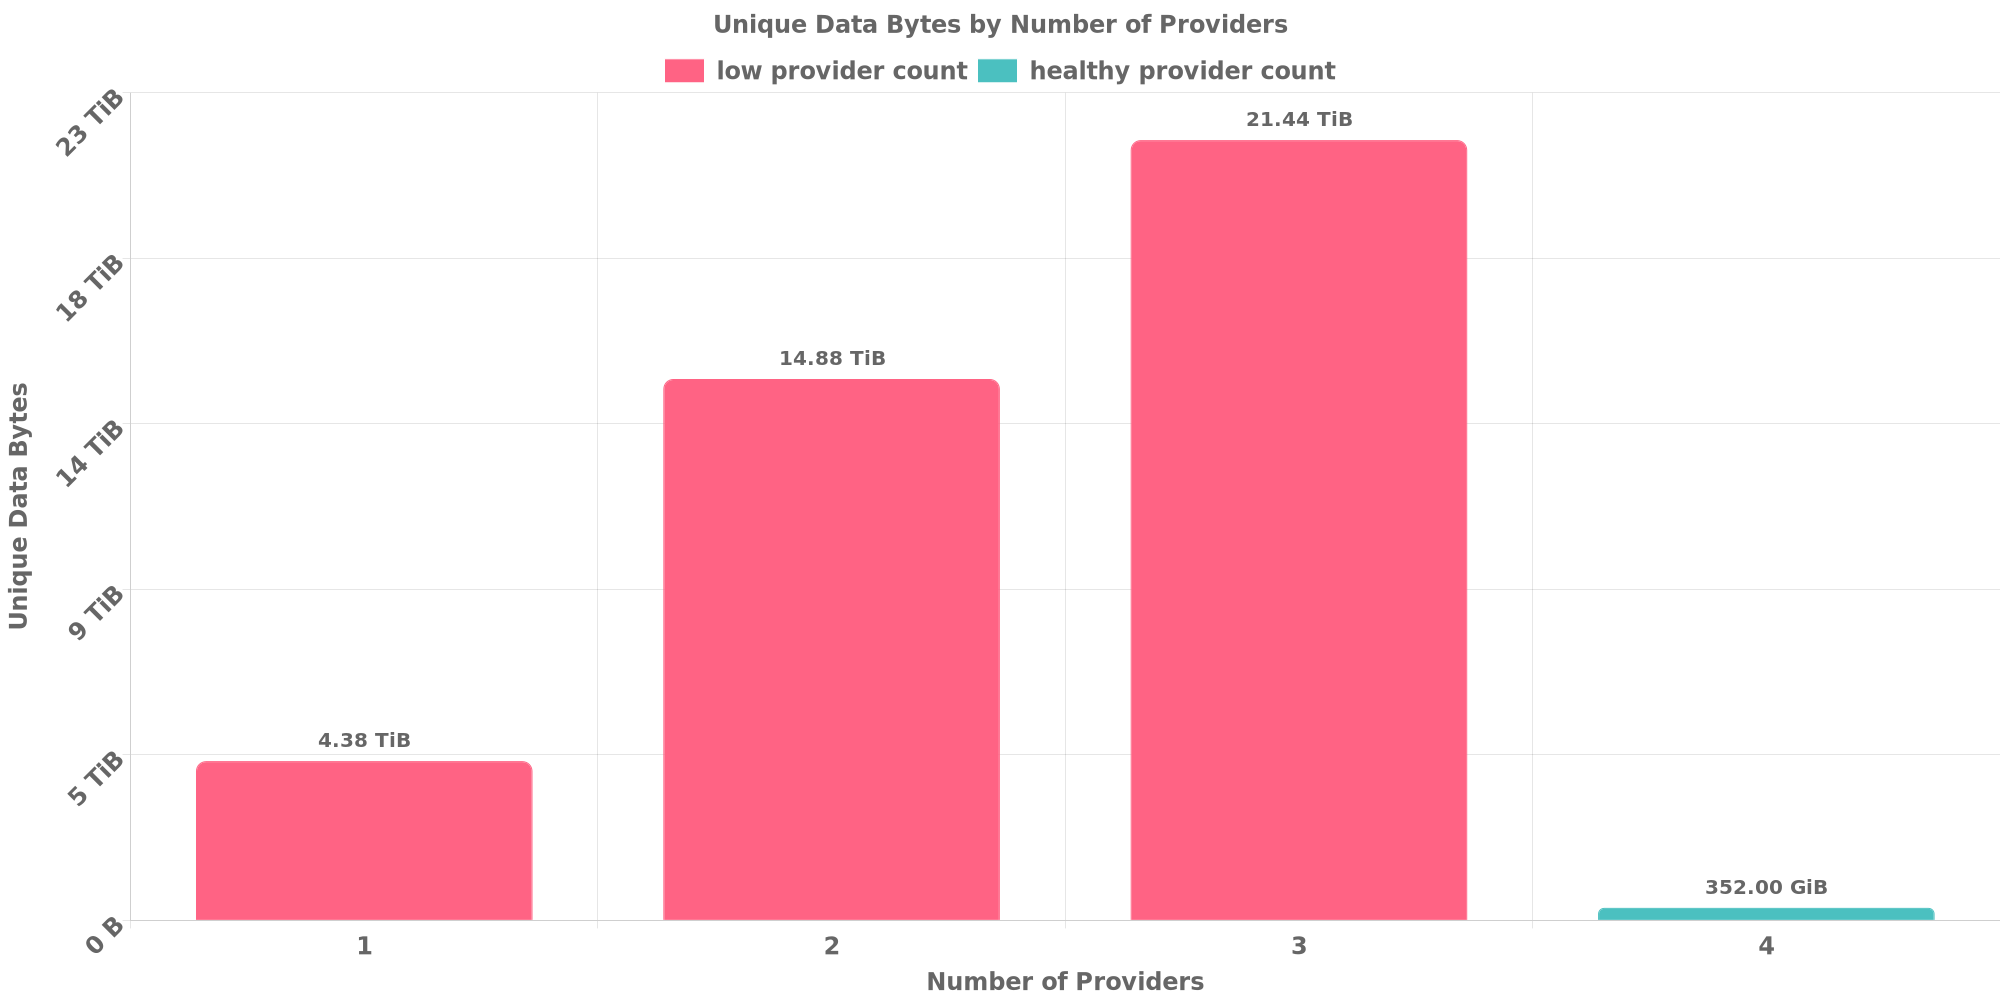 Unique Data Bytes by Number of Providers
low provider count
healthy provider count
23 TiB
18 TiB
14 TiB
9 TiB
5 TiB
0 B
Unique Data Bytes
4.38 TiB
14.88 TiB
21.44 TiB
352.00 GiB
1
2
3
4
Number of Providers